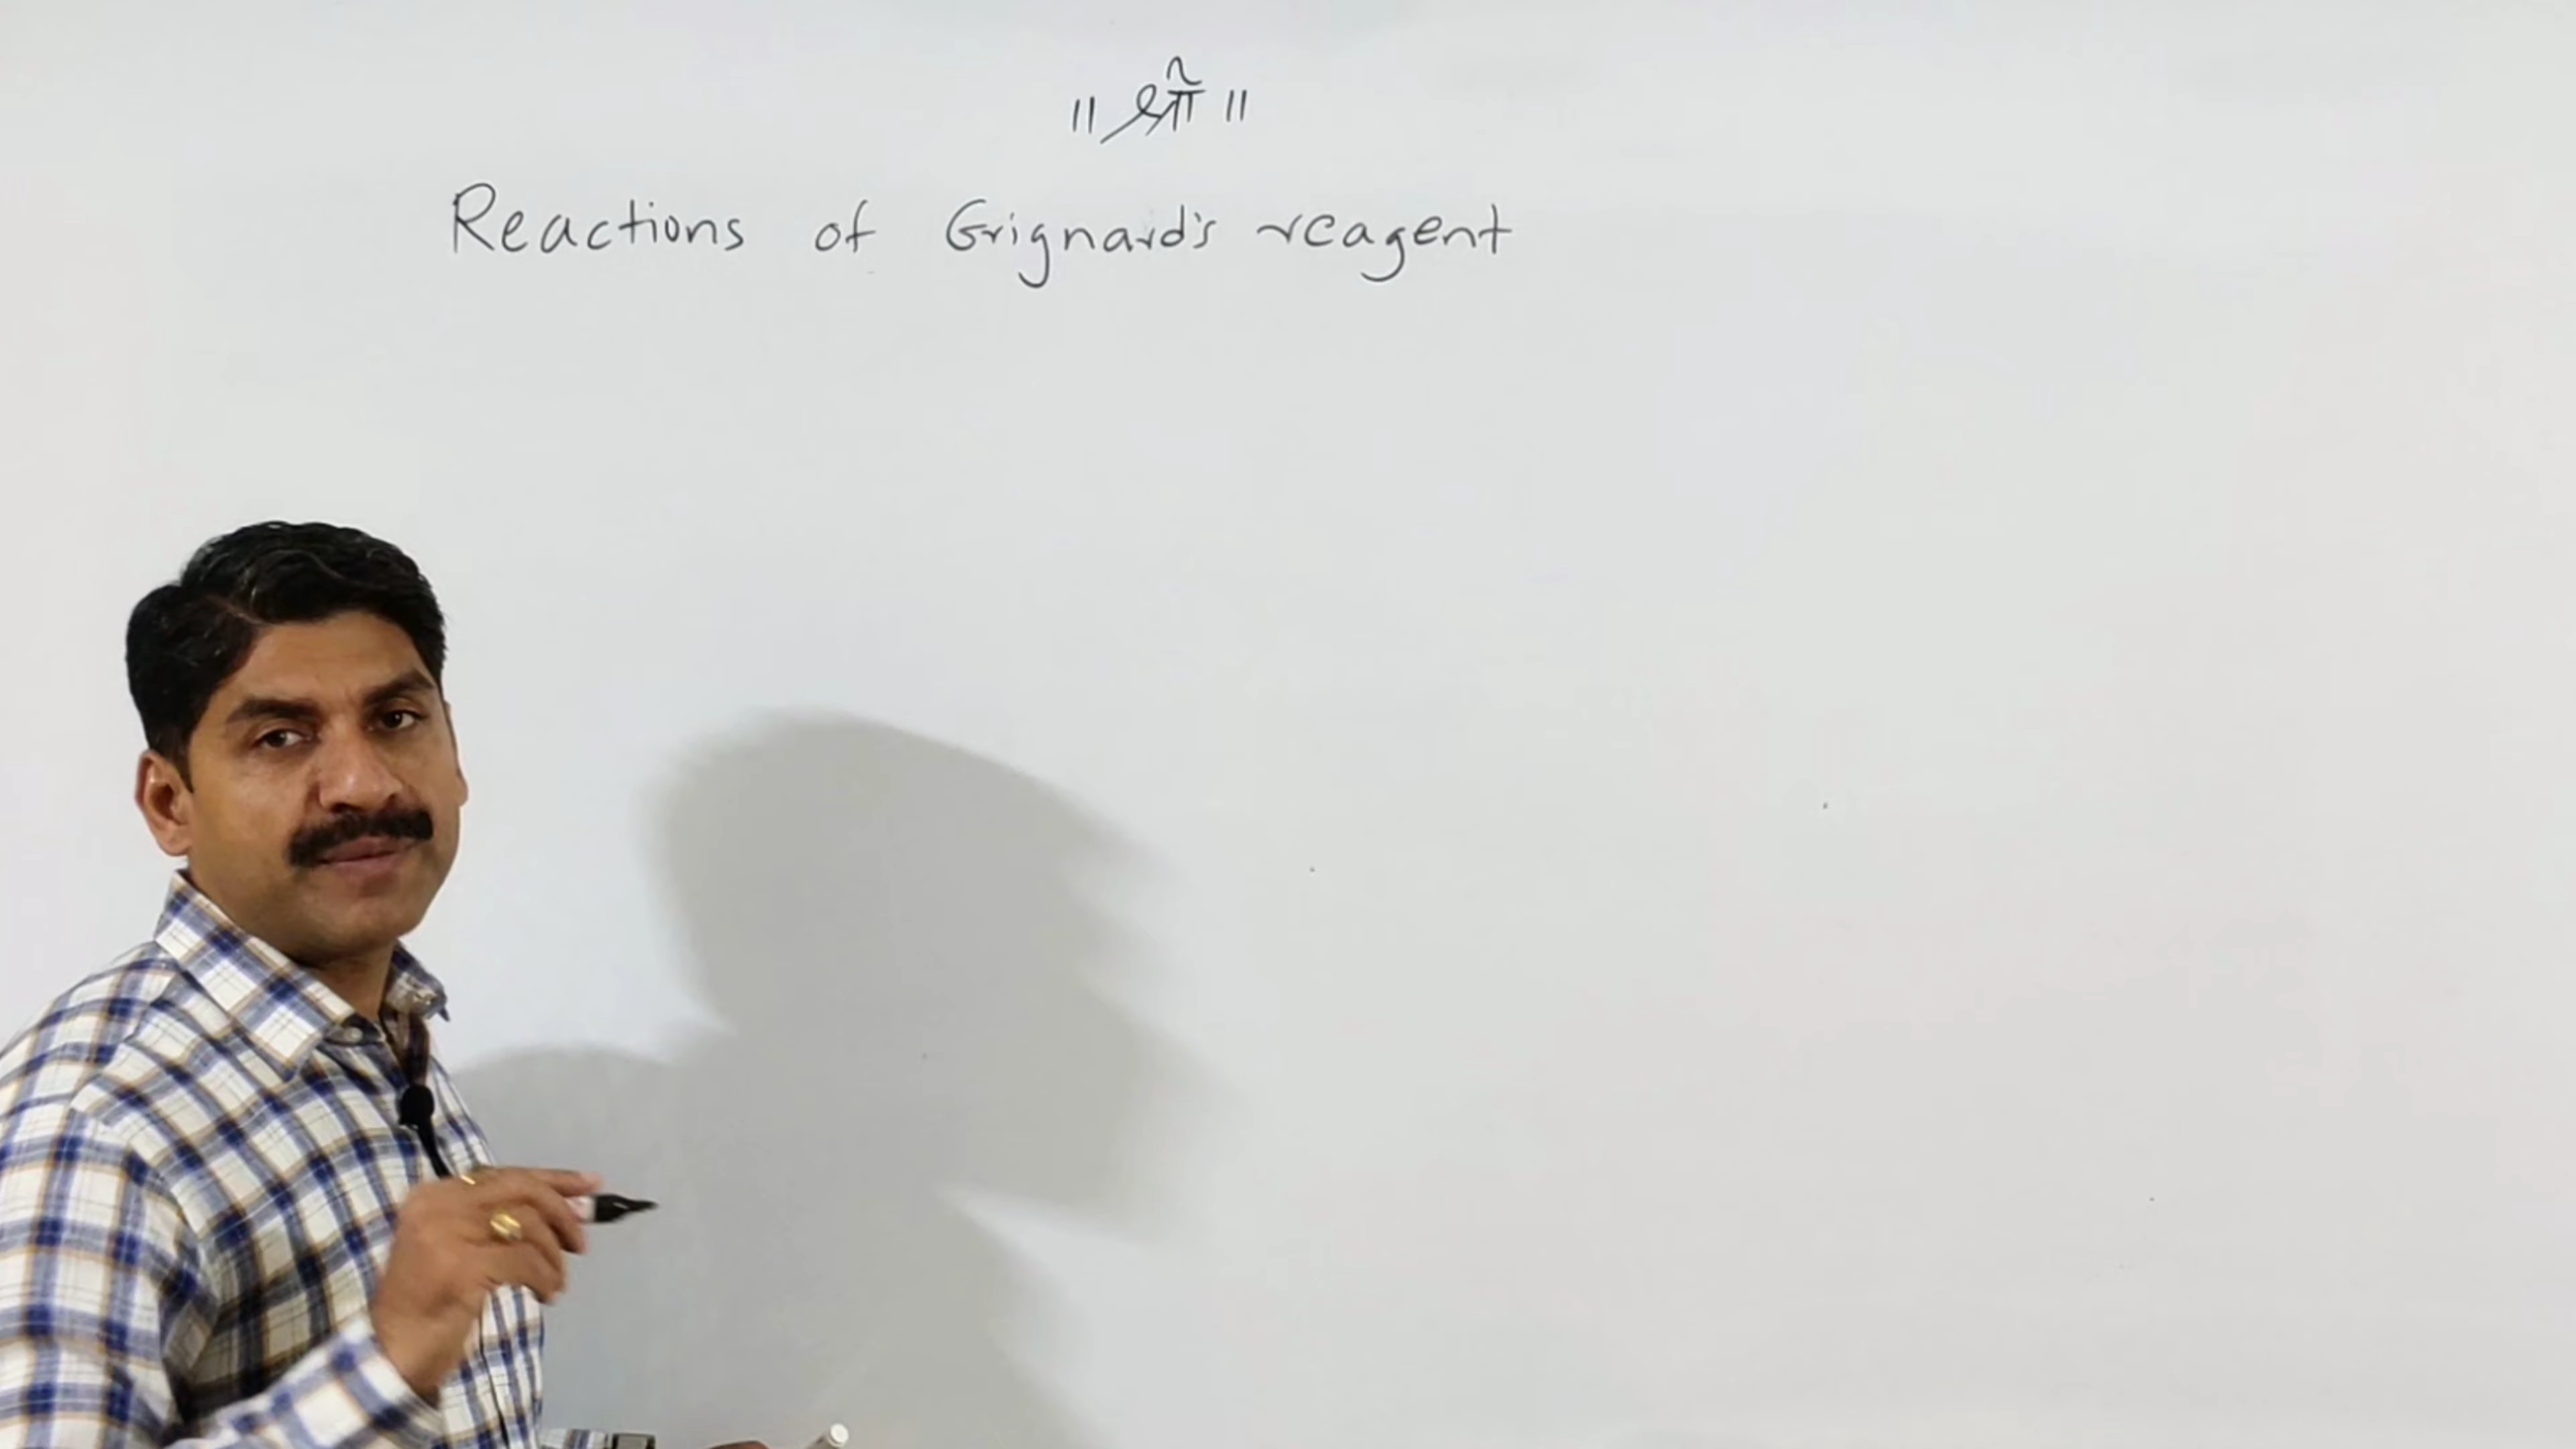 ॥ श्री ॥
Reactions of Grignard's reagent